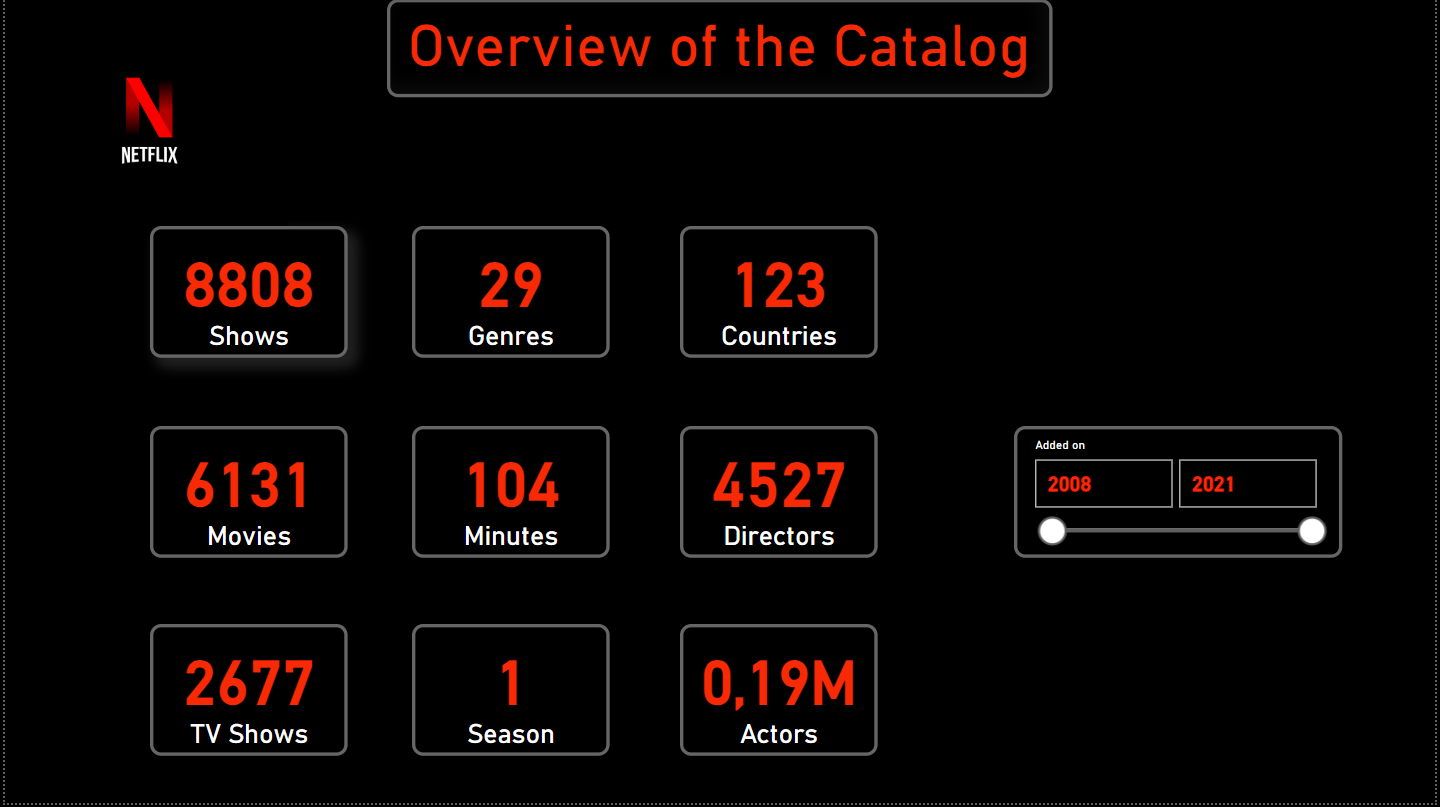 Overview of the Catalog
N
NETFLIX
8808
Shows
29
Genres
123
Countries
6131
Movies
104
Minutes
4527
Directors
Added on
2008
2021
2677
TV Shows
1
Season
0,19M
Actors